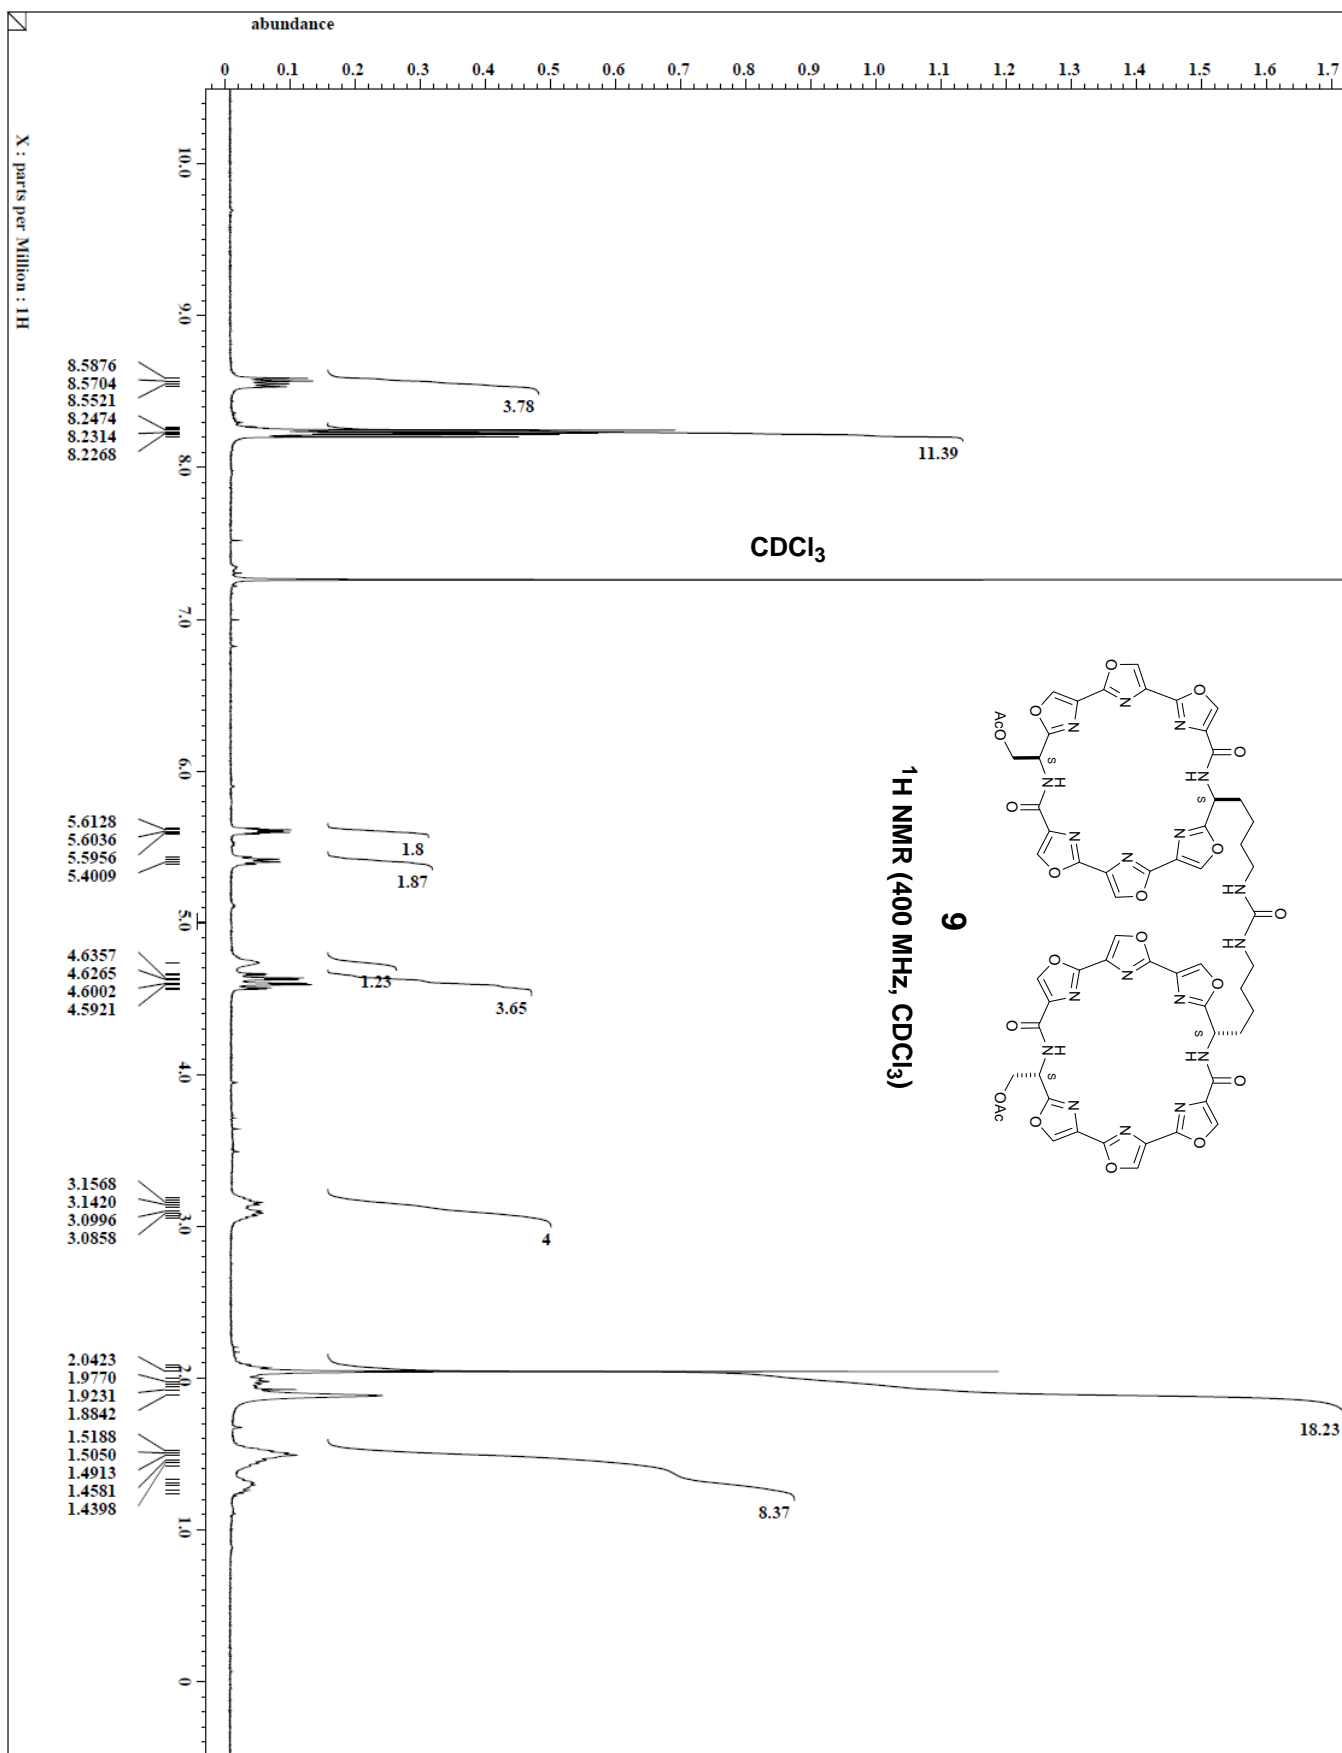 abundance
0 0.1 0.2 0.3 0.4 0.5 0.6 0.7 0.8 0.9 1.0 1.1 1.2 1.3 1.4 1.5 1.6 1.7
X : parts per Million : 1H
10.0
9.0
8.0
7.0
6.0
5.0
4.0
3.0
2.0
1.0
0
8.5876
8.5704
8.5521
8.2474
8.2314
8.2268
5.6128
5.6036
5.5956
5.4009
4.6357
4.6265
4.6002
4.5921
3.1568
3.1420
3.0996
3.0858
2.0423
1.9770
1.9231
1.8842
1.5188
1.5050
1.4913
1.4581
1.4398
3.78
11.39
1.8
1.87
1.23
3.65
4
18.23
8.37
CDCl3
9
1H NMR (400 MHz, CDCl3)
O
N
O
N
O
N
AcO
S
NH
O
O
HN
S
N
O
N
O
N
O
HN
O
HN
O
N
O
N
O
N
S
HN
O
O
NH
S
OAc
N
O
N
O
N
O